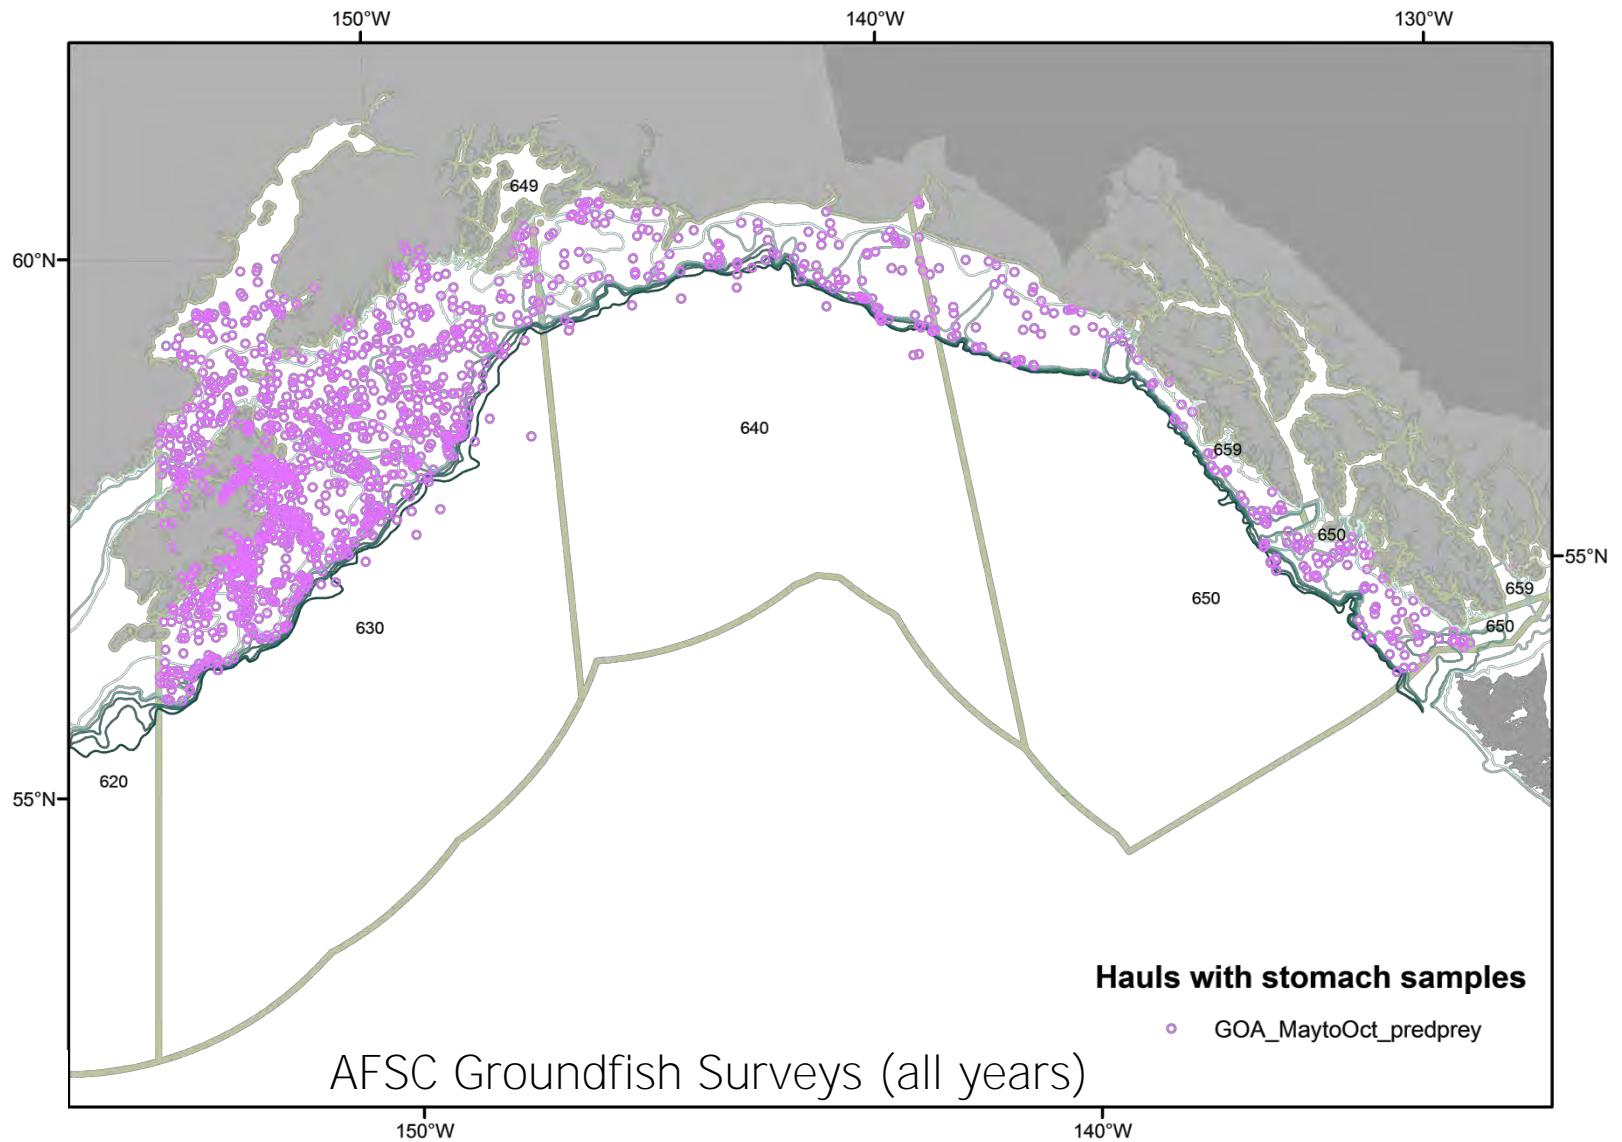 150°W 140°W 130°W
649
60°N
640
659
650
55°N
659
650
650
630
620
55°N
Hauls with stomach samples
GOA_MaytoOct_predprey
AFSC Groundfish Surveys (all years)
150°W 140°W